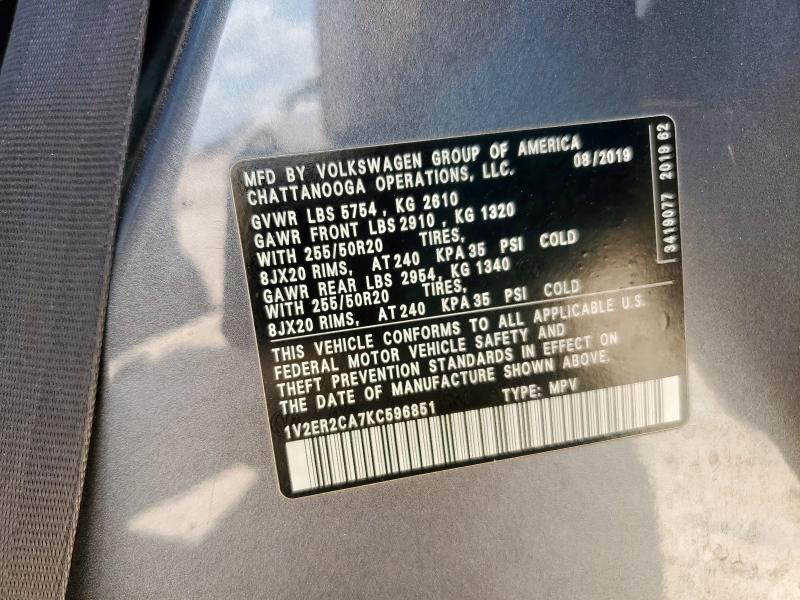 MFD BY VOLKSWAGEN GROUP OF AMERICA
CHATTANOOGA OPERATIONS, LLC. 08/2019
GVWR LBS 5754 , KG 2610
GAWR FRONT LBS 2910 , KG 1320
WITH 255/50R20 TIRES,
8JX20 RIMS, AT 240 KPA 35 PSI COLD
GAWR REAR LBS 2954, KG 1340
WITH 255/50R20 TIRES,
8JX20 RIMS, AT 240 KPA 35 PSI COLD
THIS VEHICLE CONFORMS TO ALL APPLICABLE U.S.
FEDERAL MOTOR VEHICLE SAFETY AND
THEFT PREVENTION STANDARDS IN EFFECT ON
THE DATE OF MANUFACTURE SHOWN ABOVE.
1V2ER2CA7KC596851 TYPE: MPV
3419077 2019 62